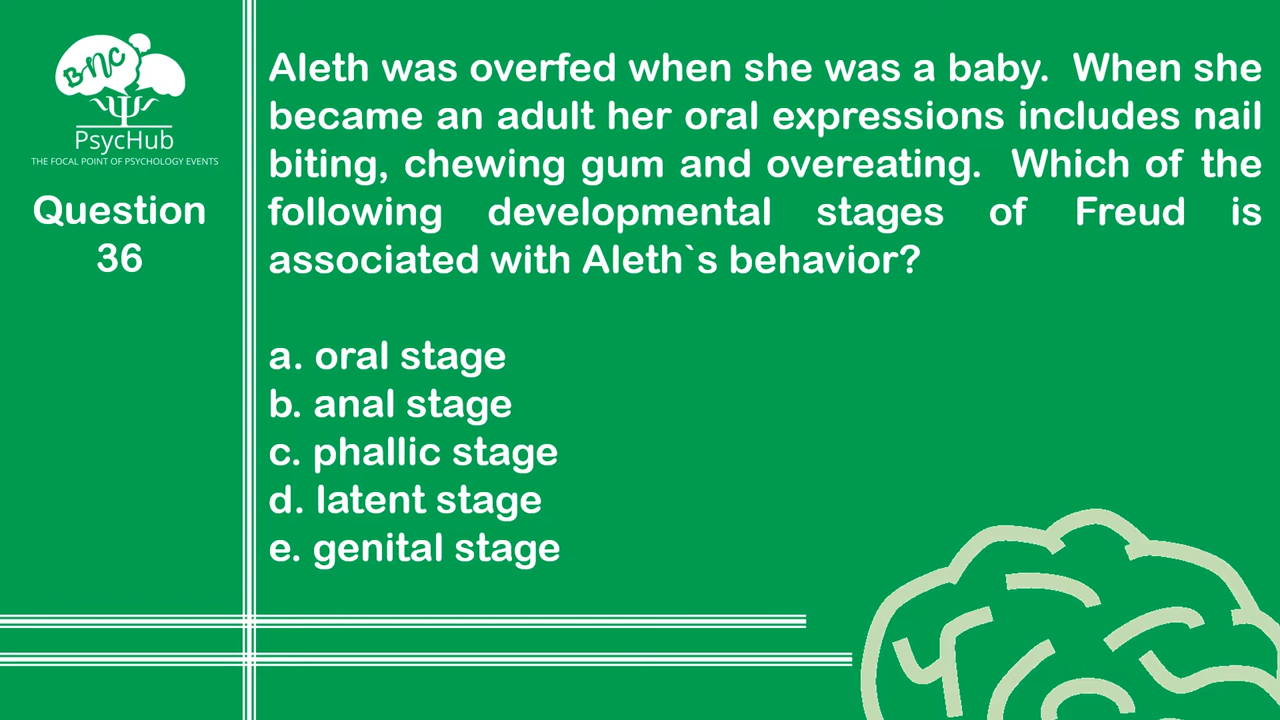 BNC
PsycHub
THE FOCAL POINT OF PSYCHOLOGY EVENTS
Question
36
Aleth was overfed when she was a baby. When she
became an adult her oral expressions includes nail
biting, chewing gum and overeating. Which of the
following developmental stages of Freud is
associated with Aleth`s behavior?
a. oral stage
b. anal stage
c. phallic stage
d. latent stage
e. genital stage